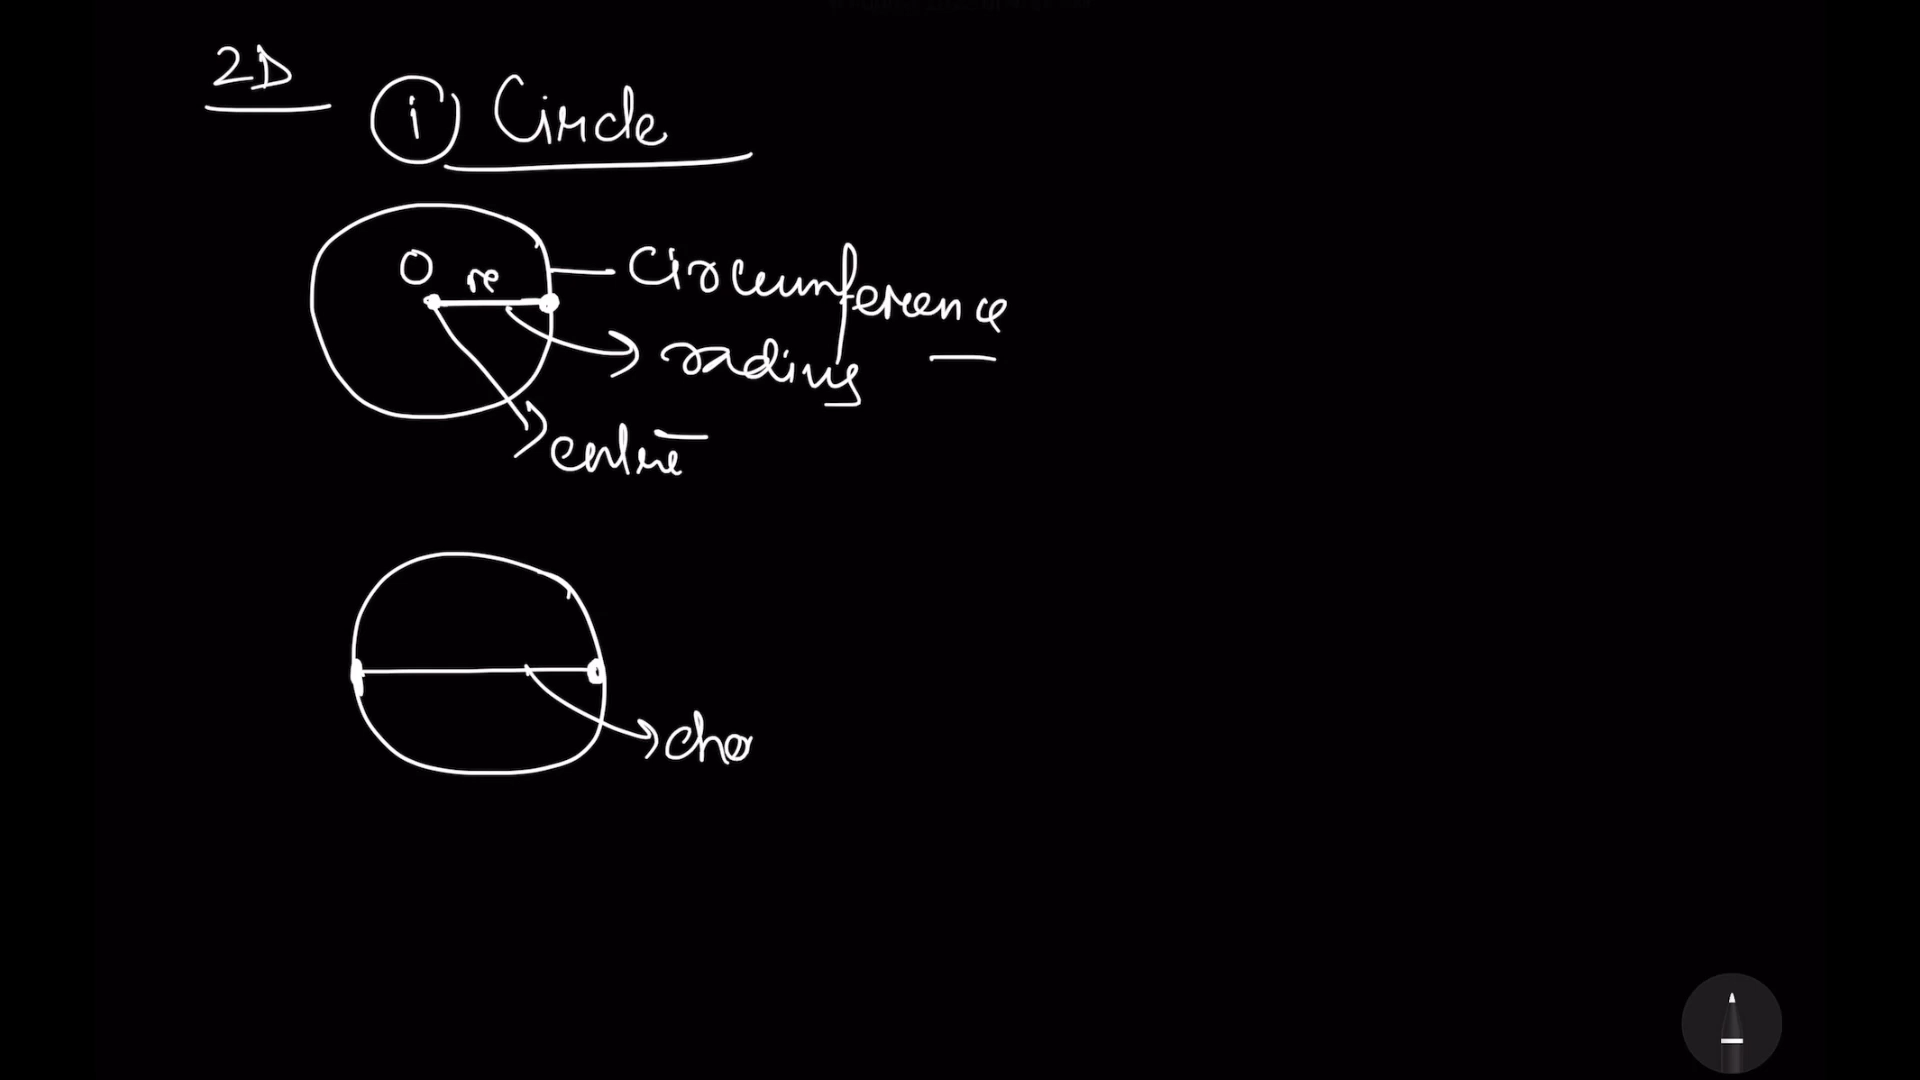 2D
i Circle
O r
Circumference
radius
centre
cho